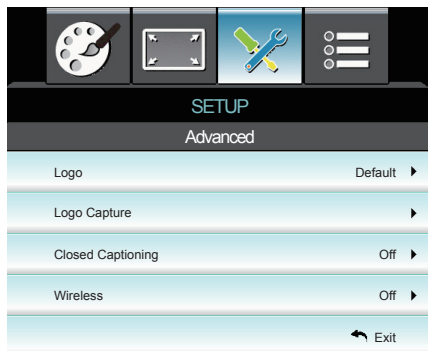 SETUP
Advanced
Logo Default
Logo Capture
Closed Captioning Off
Wireless Off
Exit